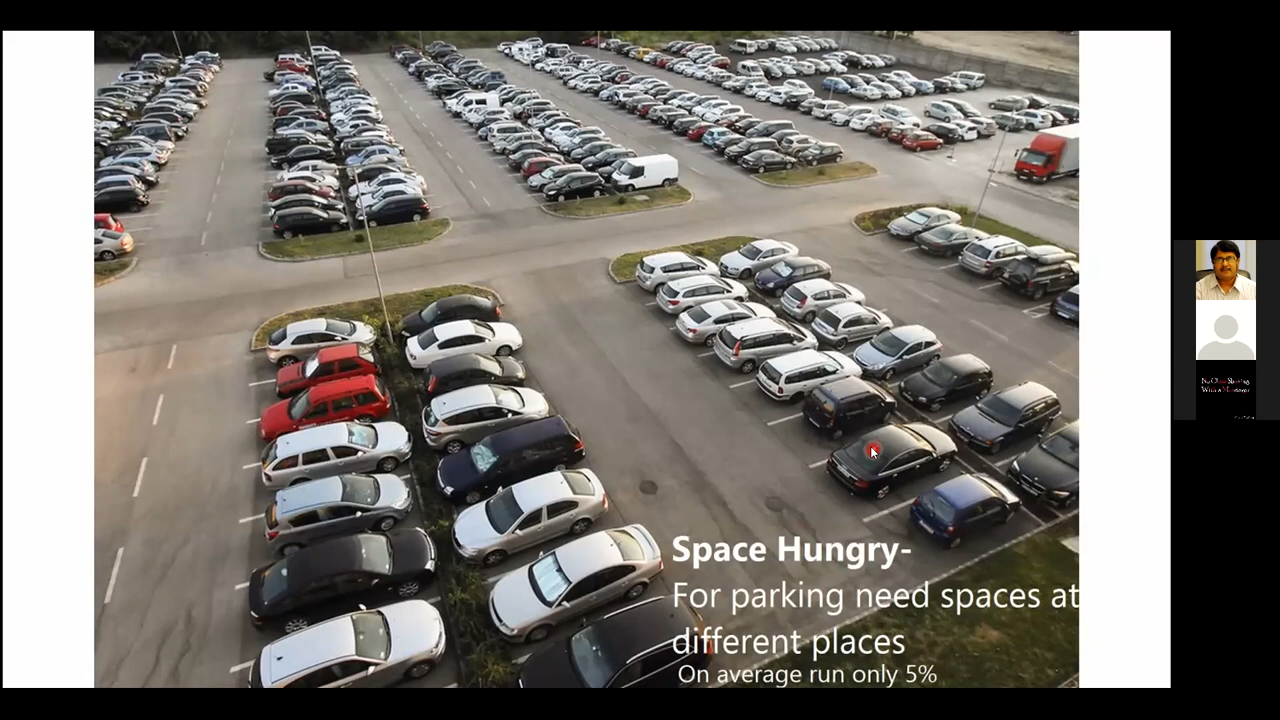 Space Hungry-
For parking need spaces at
different places
On average run only 5%